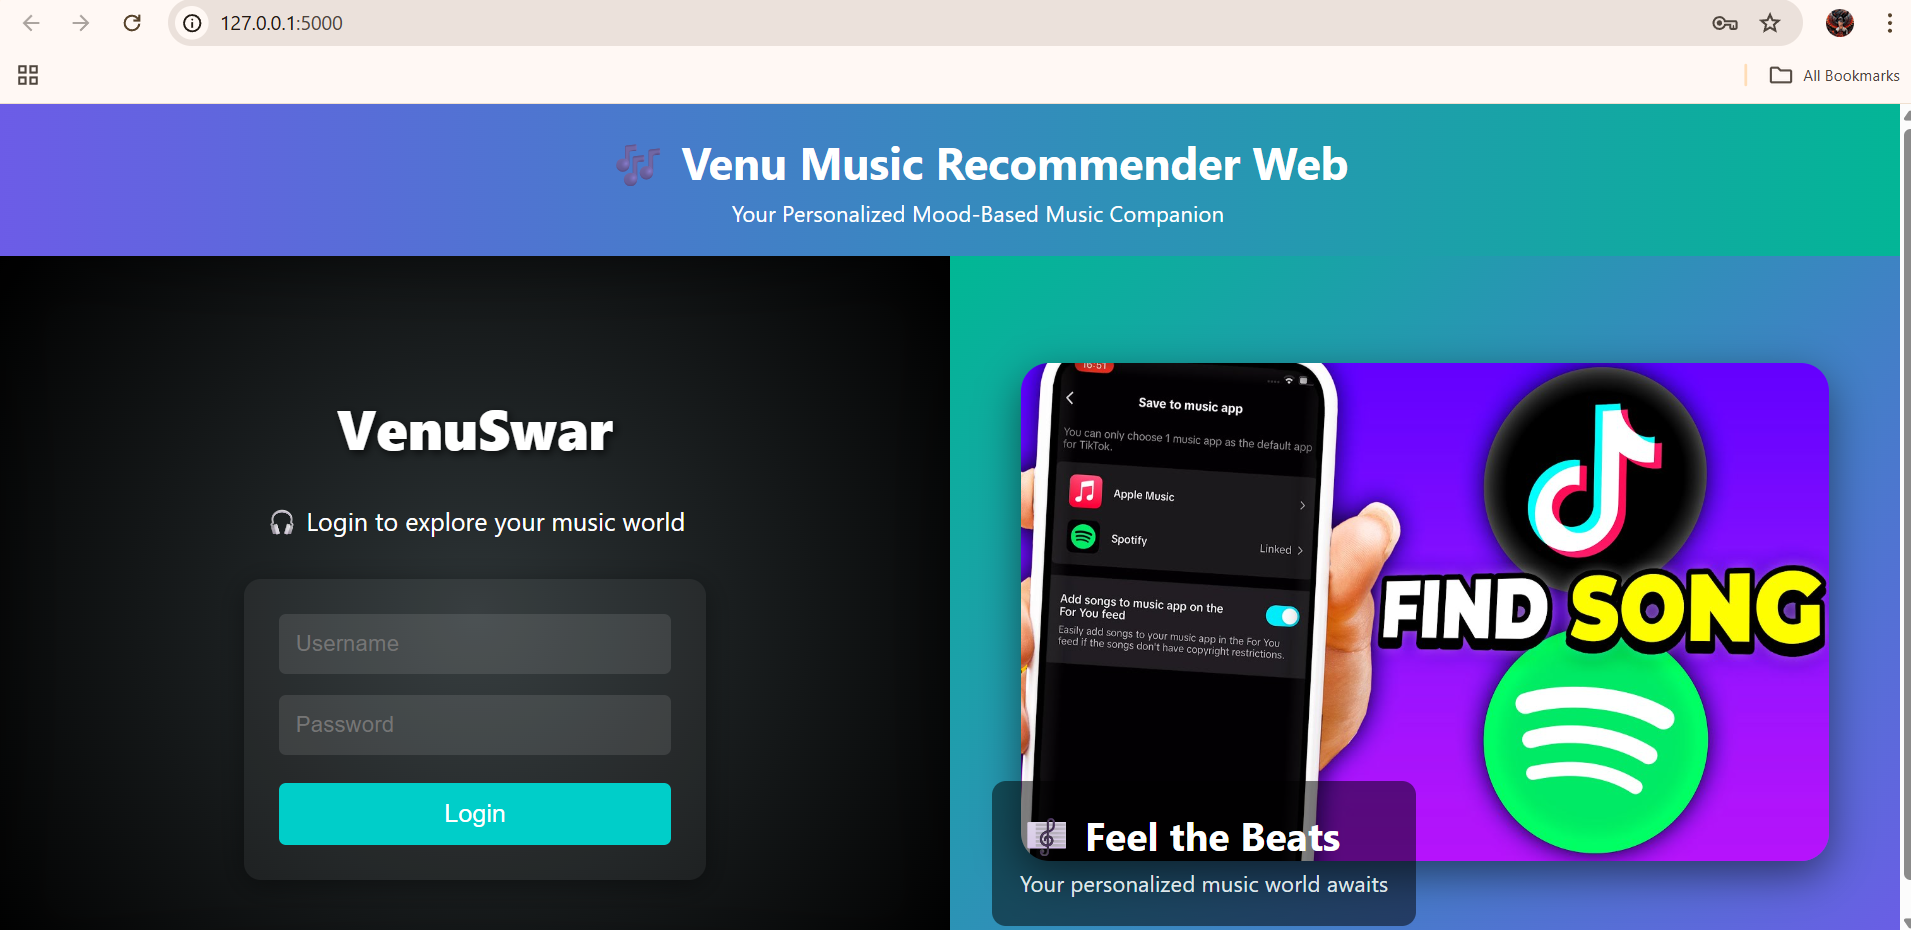 127.0.0.1:5000
All Bookmarks
Venu Music Recommender Web
Your Personalized Mood-Based Music Companion
VenuSwar
Login to explore your music world
Username
Password
Login
16:51
Save to music app
You can only choose 1 music app as the default app
for TikTok.
Apple Music
Spotify
Linked
Add songs to music app on the
For You feed
Easily add songs to your music app in the For You
feed if the songs don't have copyright restrictions.
FIND SONG
Feel the Beats
Your personalized music world awaits